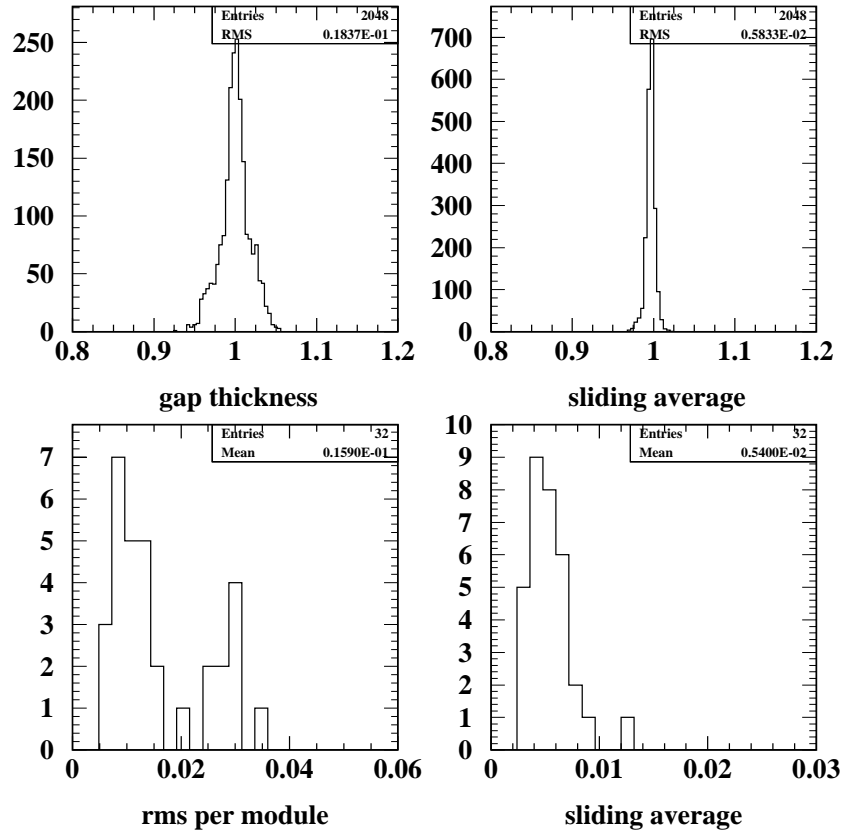 Entries 2048
RMS 0.1837E-01
250
200
150
100
50
0
0.8 0.9 1 1.1 1.2
gap thickness
Entries 2048
RMS 0.5833E-02
700
600
500
400
300
200
100
0
0.8 0.9 1 1.1 1.2
sliding average
Entries 32
Mean 0.1590E-01
7
6
5
4
3
2
1
0
0 0.02 0.04 0.06
rms per module
Entries 32
Mean 0.5400E-02
10
9
8
7
6
5
4
3
2
1
0
0 0.01 0.02 0.03
sliding average